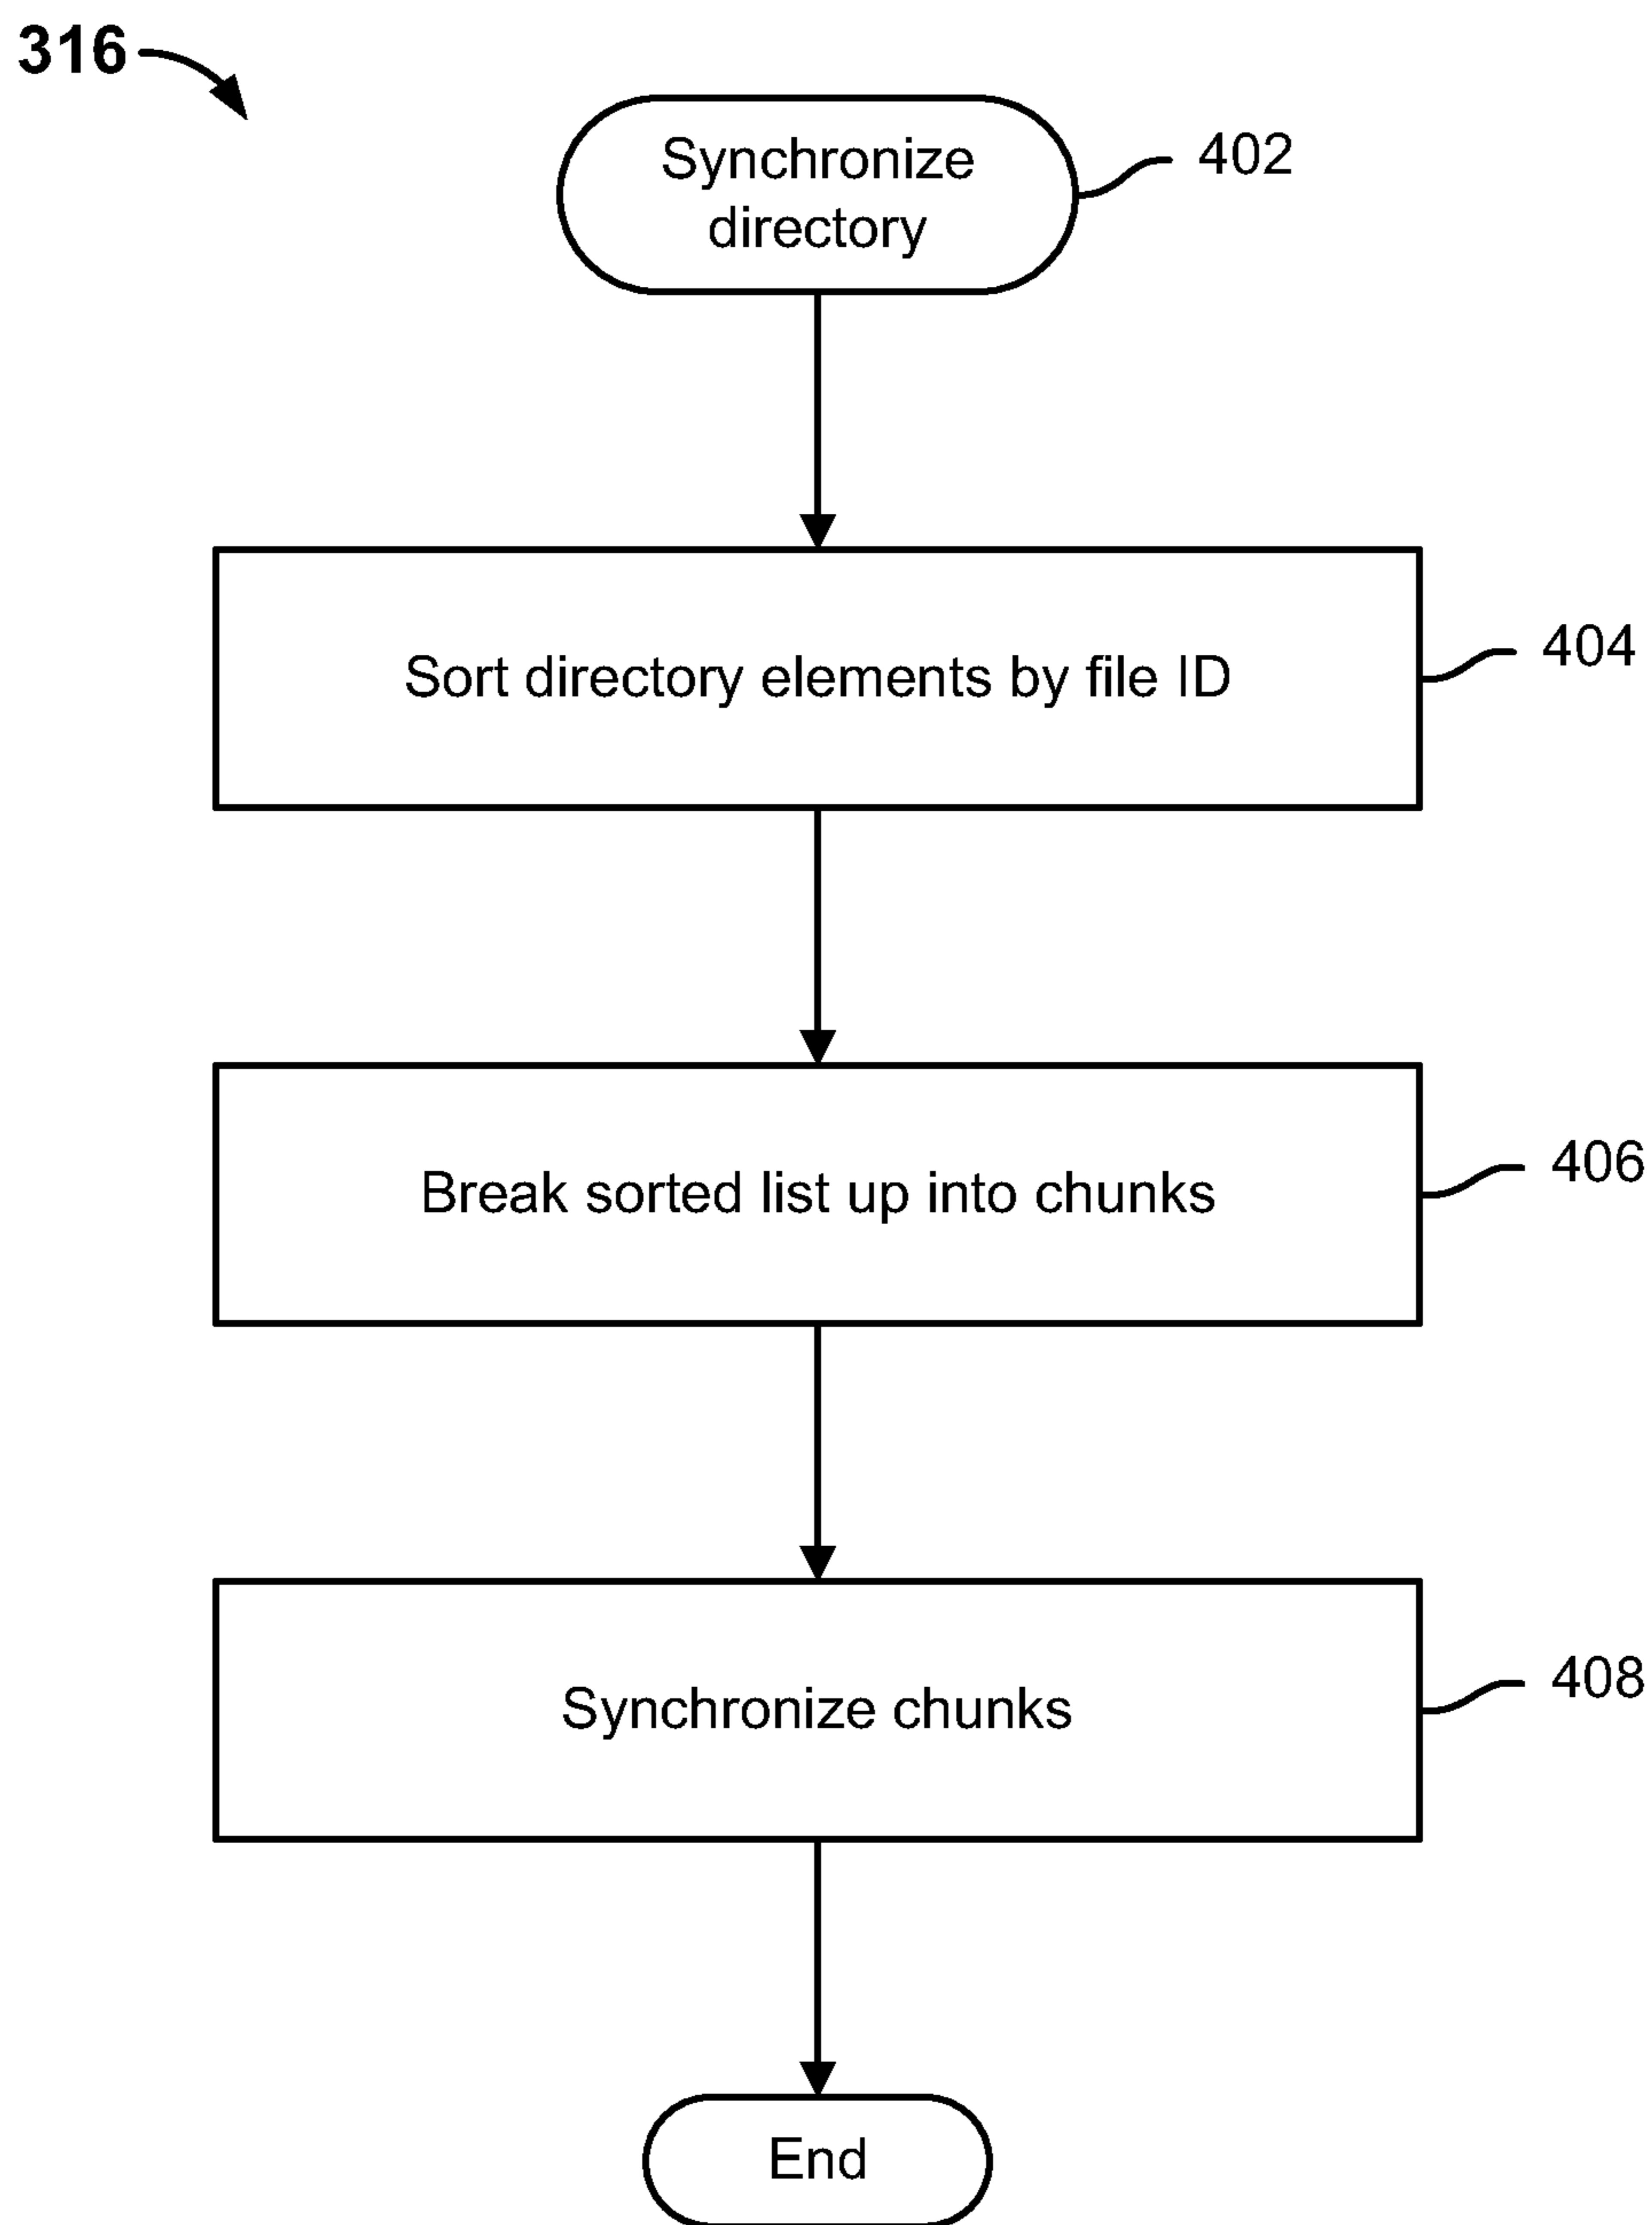 316
Synchronize
directory
402
Sort directory elements by file ID
404
Break sorted list up into chunks
406
Synchronize chunks
408
End